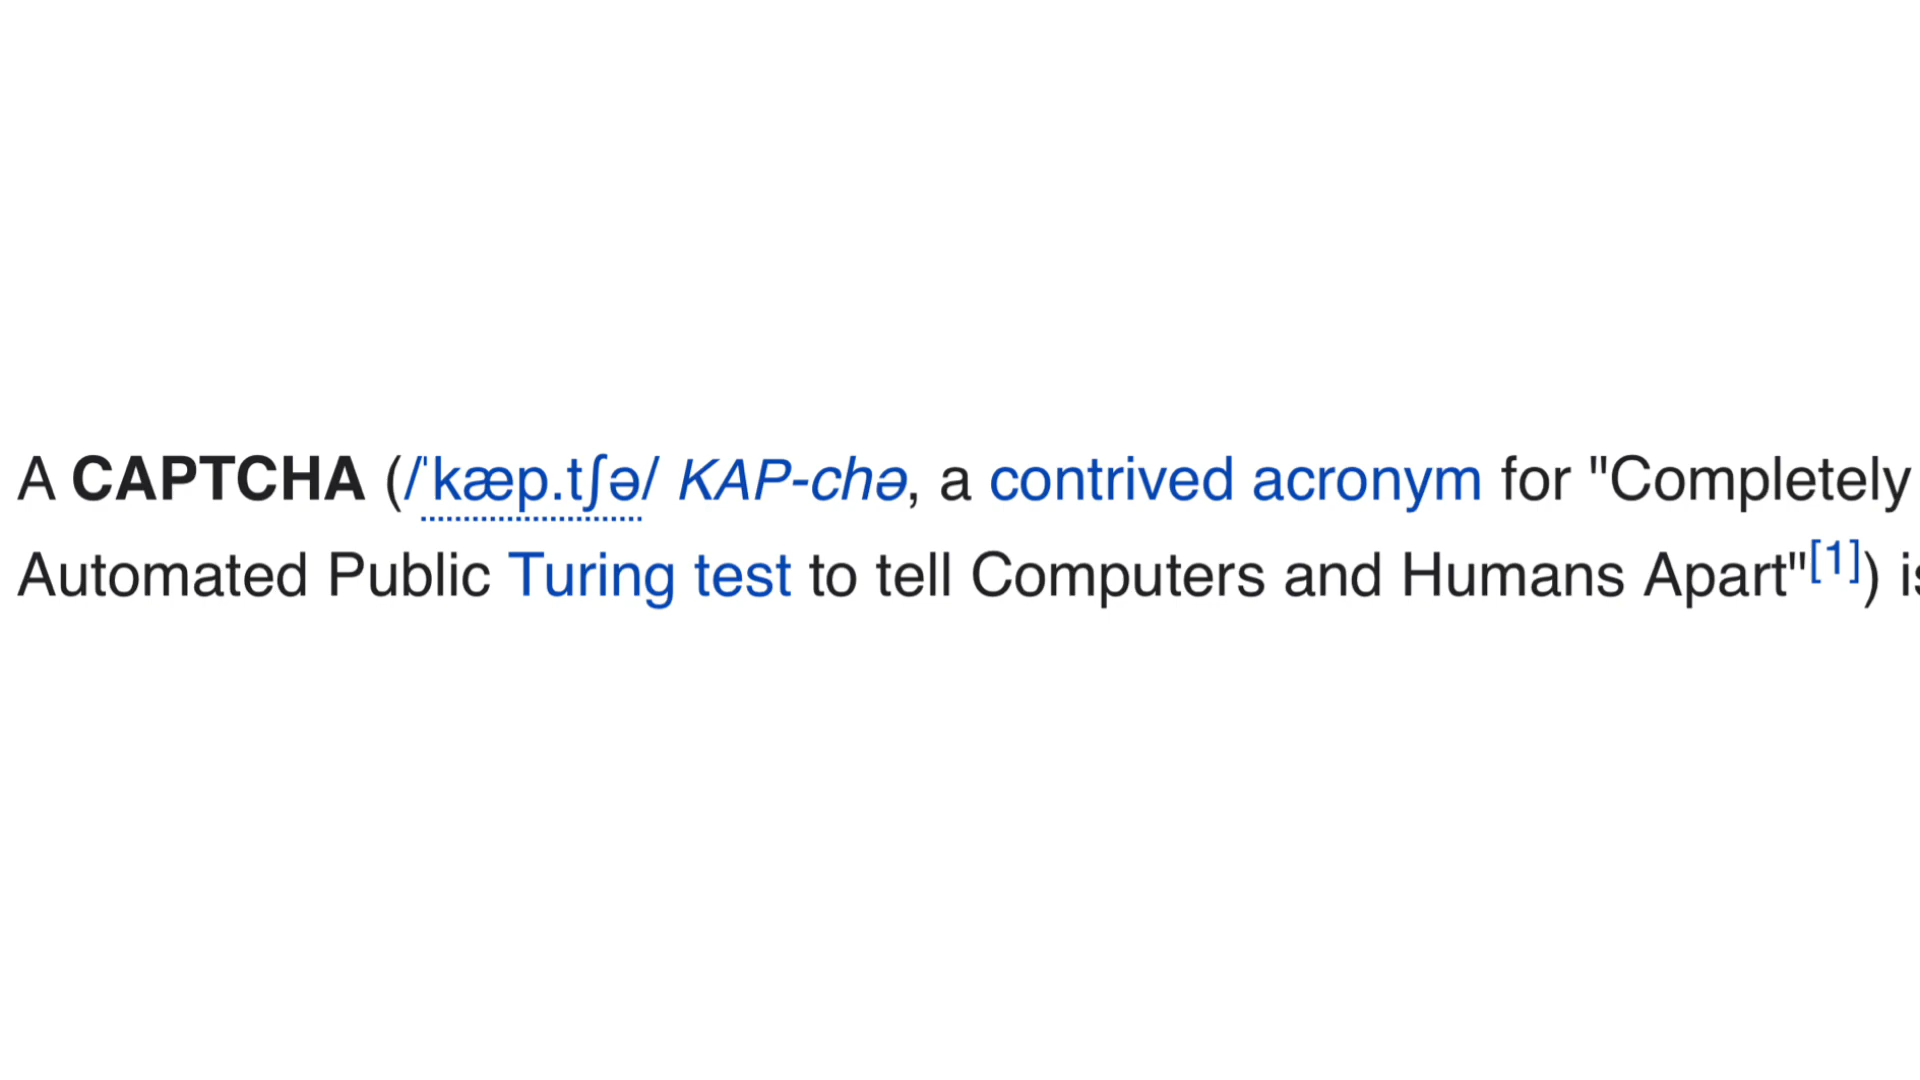 A CAPTCHA (/ˈkæp.tʃə/ KAP-chə, a contrived acronym for "Completely
Automated Public Turing test to tell Computers and Humans Apart"[1]) is